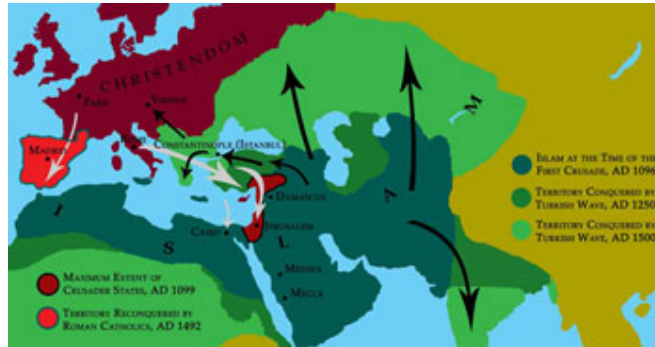 CHRISTENDOM
PARIS
VIENNA
ROME
MADRID
CONSTANTINOPLE (ISTANBUL)
DAMASCUS
JERUSALEM
CAIRO
MEDINA
MECCA
I S L A M
ISLAM AT THE TIME OF THE
FIRST CRUSADE, AD 1096
TERRITORY CONQUERED BY
TURKISH WAVE, AD 1250
TERRITORY CONQUERED BY
TURKISH WAVE, AD 1500
MAXIMUM EXTENT OF
CRUSADER STATES, AD 1099
TERRITORY RECONQUERED BY
ROMAN CATHOLICS, AD 1492